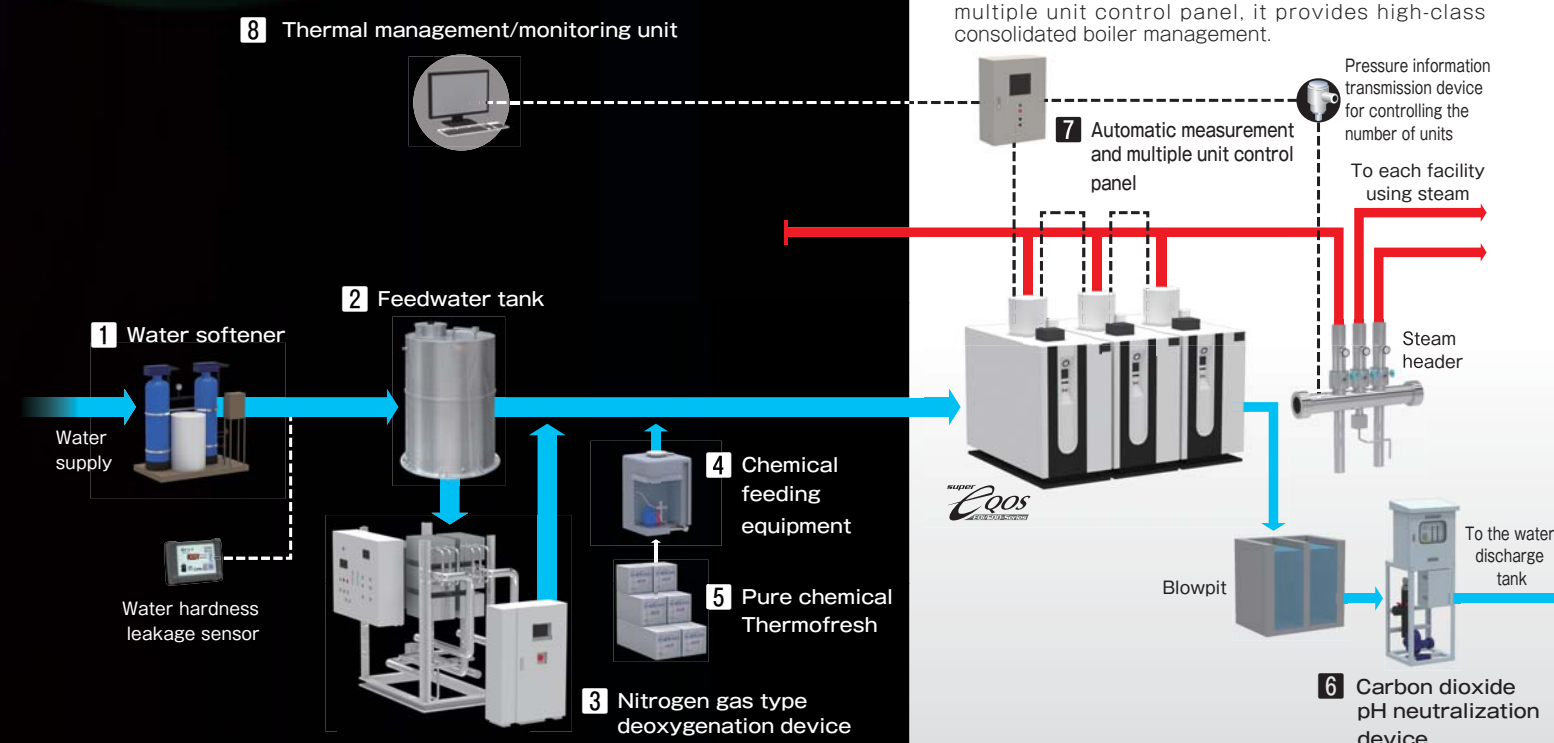 multiple unit control panel, it provides high-class
consolidated boiler management.
8 Thermal management/monitoring unit
Pressure information
transmission device
for controlling the
number of units
7 Automatic measurement
and multiple unit control
panel
To each facility
using steam
2 Feedwater tank
1 Water softener
Steam
header
Water
supply
4 Chemical
feeding
equipment
super
EQOS
To the water
discharge
tank
Blowpit
5 Pure chemical
Thermofresh
Water hardness
leakage sensor
3 Nitrogen gas type
deoxygenation device
6 Carbon dioxide
pH neutralization
device